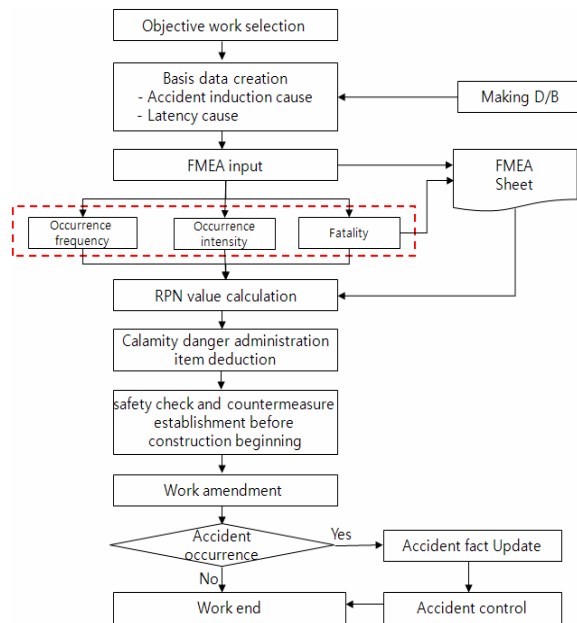 Objective work selection
Basis data creation
- Accident induction cause
- Latency cause
Making D/B
FMEA input
FMEA
Sheet
Occurrence
frequency
Occurrence
intensity
Fatality
RPN value calculation
Calamity danger administration
item deduction
safety check and countermeasure
establishment before
construction beginning
Work amendment
Accident
occurrence
Yes
Accident fact Update
No
Work end
Accident control